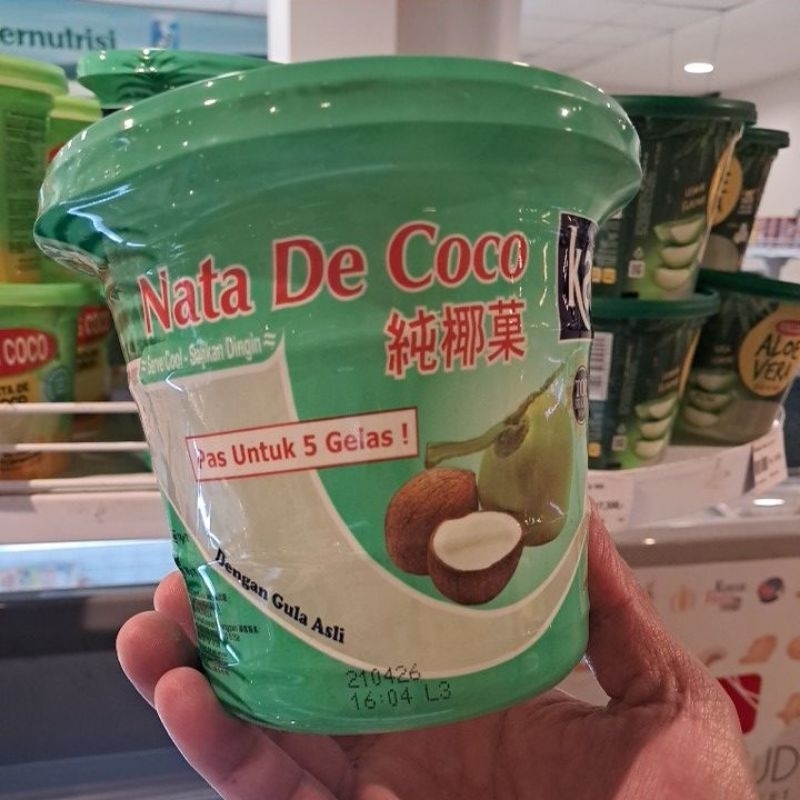 ernutrisi
Nata De Coco
純椰菓
Serve Cool - Sajikan Dingin
Pas Untuk 5 Gelas !
Dengan Gula Asli
210426
16:04 L3
COCO
ALOE
VERA